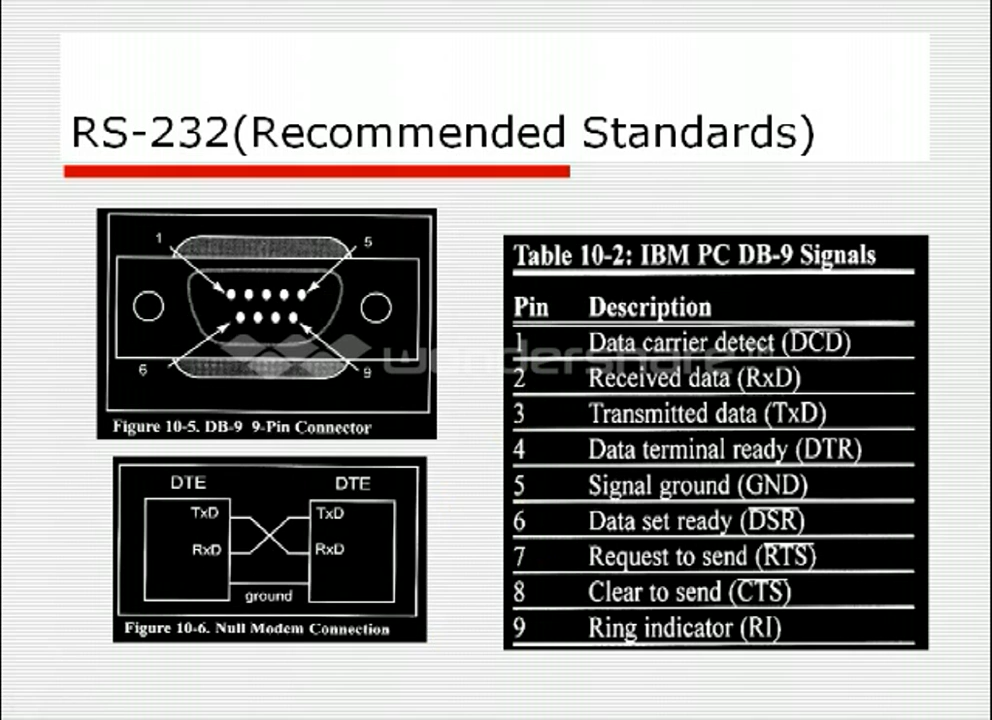 RS-232(Recommended Standards)
1
5
6
9
Figure 10-5. DB-9 9-Pin Connector
DTE
DTE
TxD
TxD
RxD
RxD
ground
Figure 10-6. Null Modem Connection
Table 10-2: IBM PC DB-9 Signals
Pin Description
1 Data carrier detect (D̅C̅D̅)
2 Received data (RxD)
3 Transmitted data (TxD)
4 Data terminal ready (DTR)
5 Signal ground (GND)
6 Data set ready (D̅S̅R̅)
7 Request to send (R̅T̅S̅)
8 Clear to send (C̅T̅S̅)
9 Ring indicator (RI)
wondershare